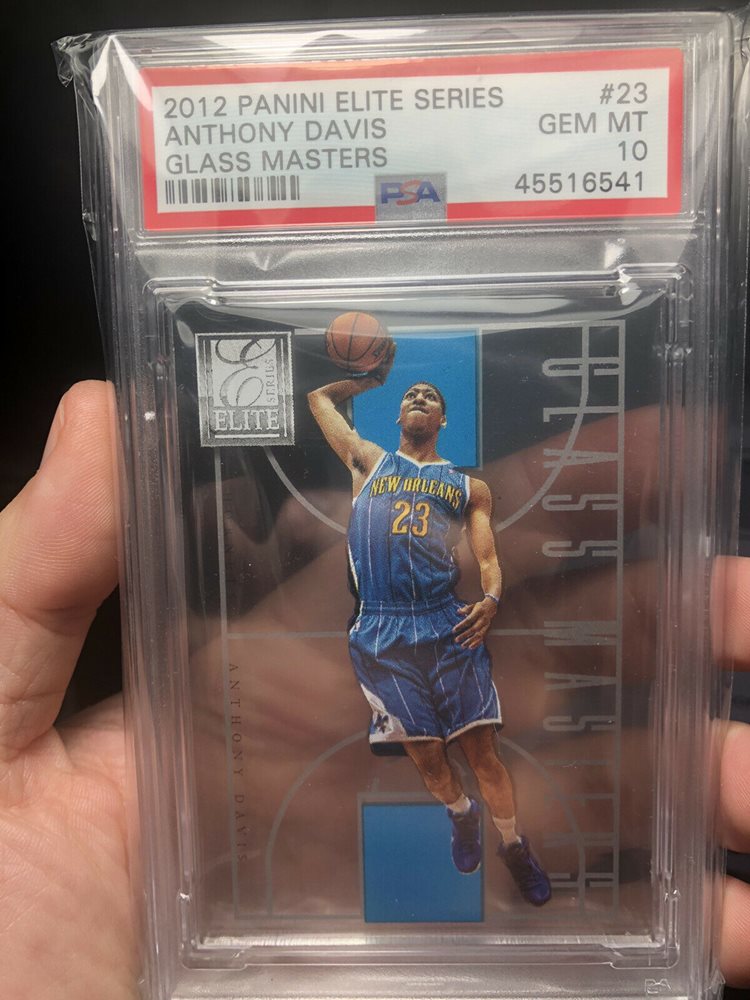 2012 PANINI ELITE SERIES #23
ANTHONY DAVIS GEM MT
GLASS MASTERS 10
PSA 45516541
E SERIES
ELITE
NEW ORLEANS
23
GLASS MASTERS
ANTHONY DAVIS
PSA